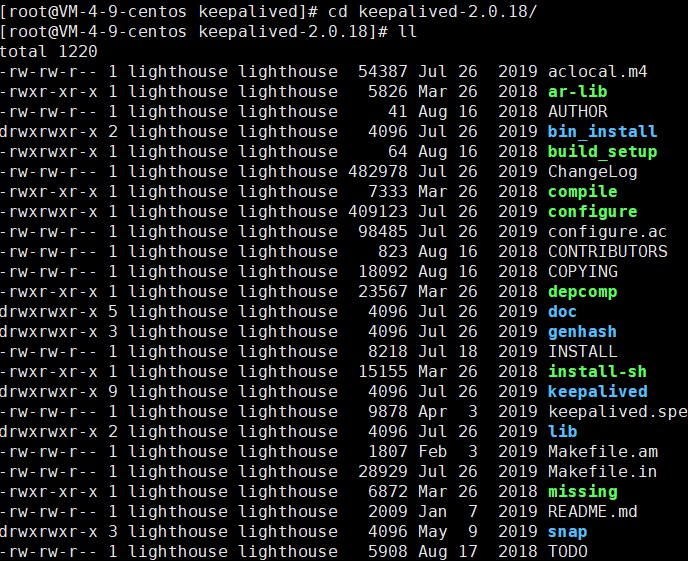 [root@VM-4-9-centos keepalived]# cd keepalived-2.0.18/
[root@VM-4-9-centos keepalived-2.0.18]# ll
total 1220
-rw-rw-r-- 1 lighthouse lighthouse  54387 Jul 26  2019 aclocal.m4
-rwxr-xr-x 1 lighthouse lighthouse   5826 Mar 26  2018 ar-lib
-rw-rw-r-- 1 lighthouse lighthouse     41 Aug 16  2018 AUTHOR
drwxrwxr-x 2 lighthouse lighthouse   4096 Jul 26  2019 bin_install
-rwxrwxr-x 1 lighthouse lighthouse     64 Aug 16  2018 build_setup
-rw-rw-r-- 1 lighthouse lighthouse 482978 Jul 26  2019 ChangeLog
-rwxr-xr-x 1 lighthouse lighthouse   7333 Mar 26  2018 compile
-rwxrwxr-x 1 lighthouse lighthouse 409123 Jul 26  2019 configure
-rw-rw-r-- 1 lighthouse lighthouse  98485 Jul 26  2019 configure.ac
-rw-rw-r-- 1 lighthouse lighthouse    823 Aug 16  2018 CONTRIBUTORS
-rw-rw-r-- 1 lighthouse lighthouse  18092 Aug 16  2018 COPYING
-rwxr-xr-x 1 lighthouse lighthouse  23567 Mar 26  2018 depcomp
drwxrwxr-x 5 lighthouse lighthouse   4096 Jul 26  2019 doc
drwxrwxr-x 3 lighthouse lighthouse   4096 Jul 26  2019 genhash
-rw-rw-r-- 1 lighthouse lighthouse   8218 Jul 18  2019 INSTALL
-rwxr-xr-x 1 lighthouse lighthouse  15155 Mar 26  2018 install-sh
drwxrwxr-x 9 lighthouse lighthouse   4096 Jul 26  2019 keepalived
-rw-rw-r-- 1 lighthouse lighthouse   9878 Apr  3  2019 keepalived.spe
drwxrwxr-x 2 lighthouse lighthouse   4096 Jul 26  2019 lib
-rw-rw-r-- 1 lighthouse lighthouse   1807 Feb  3  2019 Makefile.am
-rw-rw-r-- 1 lighthouse lighthouse  28929 Jul 26  2019 Makefile.in
-rwxr-xr-x 1 lighthouse lighthouse   6872 Mar 26  2018 missing
-rw-rw-r-- 1 lighthouse lighthouse   2009 Jan  7  2019 README.md
drwxrwxr-x 3 lighthouse lighthouse   4096 May  9  2019 snap
-rw-rw-r-- 1 lighthouse lighthouse   5908 Aug 17  2018 TODO